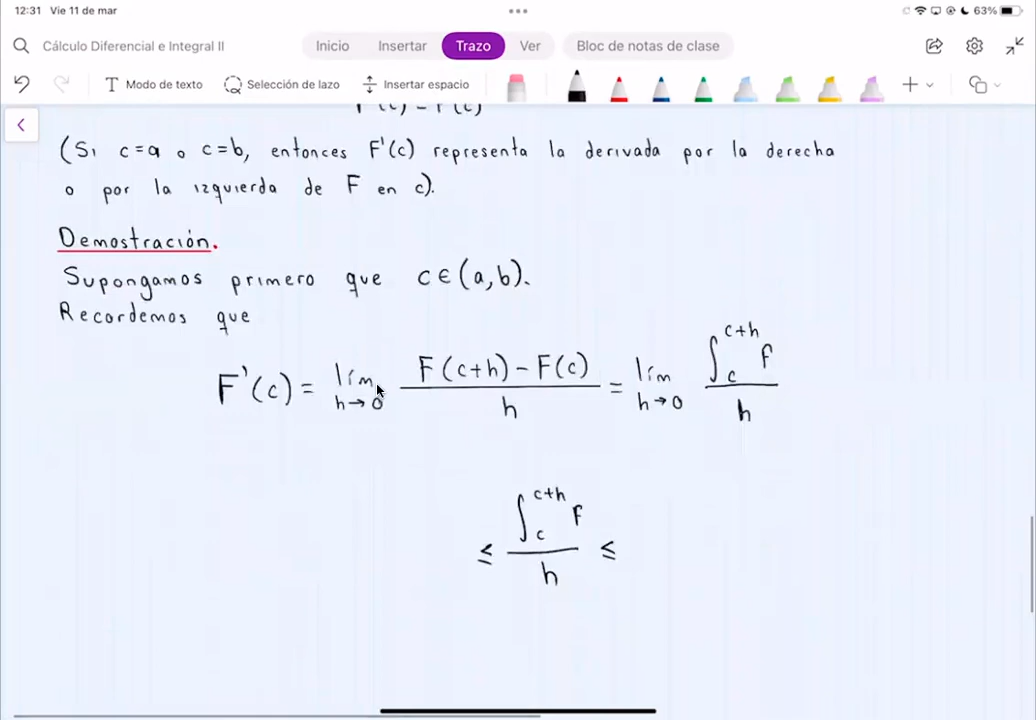 12:31 Vie 11 de mar
63%
Cálculo Diferencial e Integral II
Inicio Insertar Trazo Ver Bloc de notas de clase
Modo de texto Selección de lazo Insertar espacio
F'(c) = f(c)
(Si c=a o c=b, entonces F'(c) representa la derivada por la derecha
o por la izquierda de F en c).
Demostración.
Supongamos primero que c∈(a,b).
Recordemos que
F'(c) = lím h→0 F(c+h)-F(c) / h = lím h→0 ∫_c^{c+h} f / h
≤ ∫_c^{c+h} f / h ≤